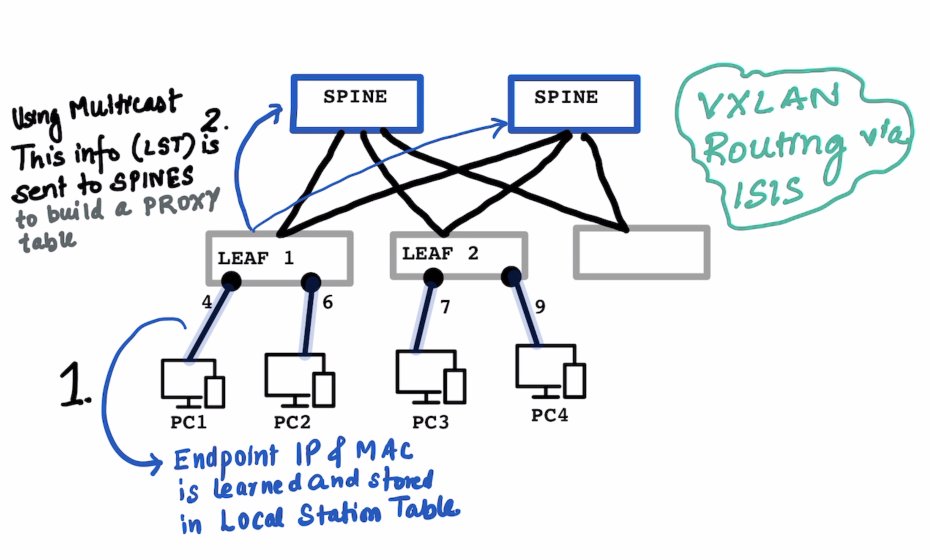 SPINE
SPINE
VXLAN
Routing via
ISIS
Using Multicast
2.
This info (LST) is
sent to SPINES
to build a PROXY
table
LEAF 1
LEAF 2
4
6
7
9
1.
PC1
PC2
PC3
PC4
Endpoint IP & MAC
is learned and stored
in Local Station Table